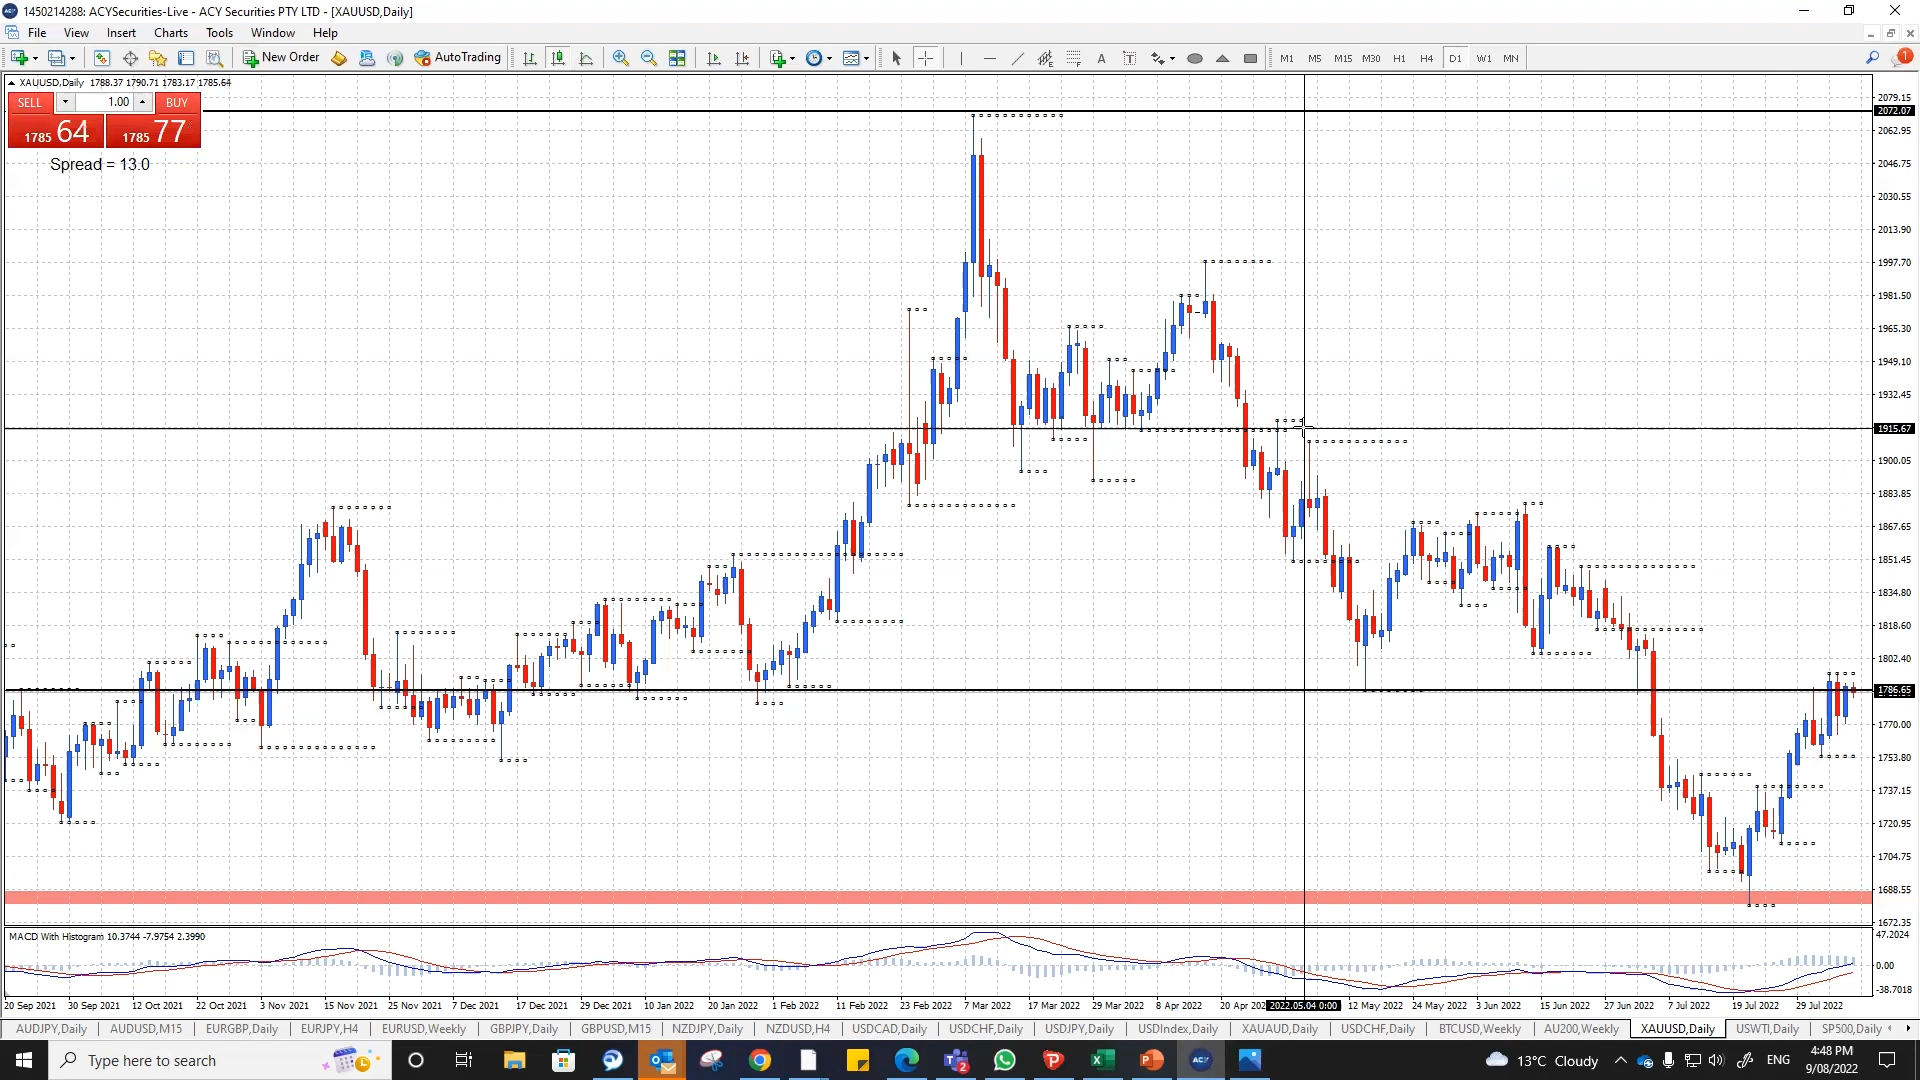 1450214288: ACYSecurities-Live - ACY Securities PTY LTD - [XAUUSD,Daily]
File View Insert Charts Tools Window Help
New Order AutoTrading M1 M5 M15 M30 H1 H4 D1 W1 MN 1
XAUUSD,Daily 1788.37 1790.71 1783.17 1785.64
SELL 1.00 BUY
1785 64 1785 77
Spread = 13.0
2079.15
2072.07
2062.95
2046.75
2030.55
2013.90
1997.70
1981.50
1965.30
1949.10
1932.45
1915.67
1900.05
1883.85
1867.65
1851.45
1834.80
1818.60
1802.40
1786.65
1770.00
1753.80
1737.15
1720.95
1704.75
1688.55
1672.35
MACD With Histogram 10.3744 -7.9754 2.3990
47.2024
0.00
-38.7018
20 Sep 2021 30 Sep 2021 12 Oct 2021 22 Oct 2021 3 Nov 2021 15 Nov 2021 25 Nov 2021 7 Dec 2021 17 Dec 2021 29 Dec 2021 10 Jan 2022 20 Jan 2022 1 Feb 2022 11 Feb 2022 23 Feb 2022 7 Mar 2022 17 Mar 2022 29 Mar 2022 8 Apr 2022 20 Apr 202 2022.05.04 0:00 12 May 2022 24 May 2022 3 Jun 2022 15 Jun 2022 27 Jun 2022 7 Jul 2022 19 Jul 2022 29 Jul 2022
AUDJPY,Daily AUDUSD,M15 EURGBP,Daily EURJPY,H4 EURUSD,Weekly GBPJPY,Daily GBPUSD,M15 NZDJPY,Daily NZDUSD,H4 USDCAD,Daily USDCHF,Daily USDJPY,Daily USDIndex,Daily XAUAUD,Daily USDCHF,Daily BTCUSD,Weekly AU200,Weekly XAUUSD,Daily USWTI,Daily SP500,Daily
Type here to search 13°C Cloudy ENG 4:48 PM
9/08/2022